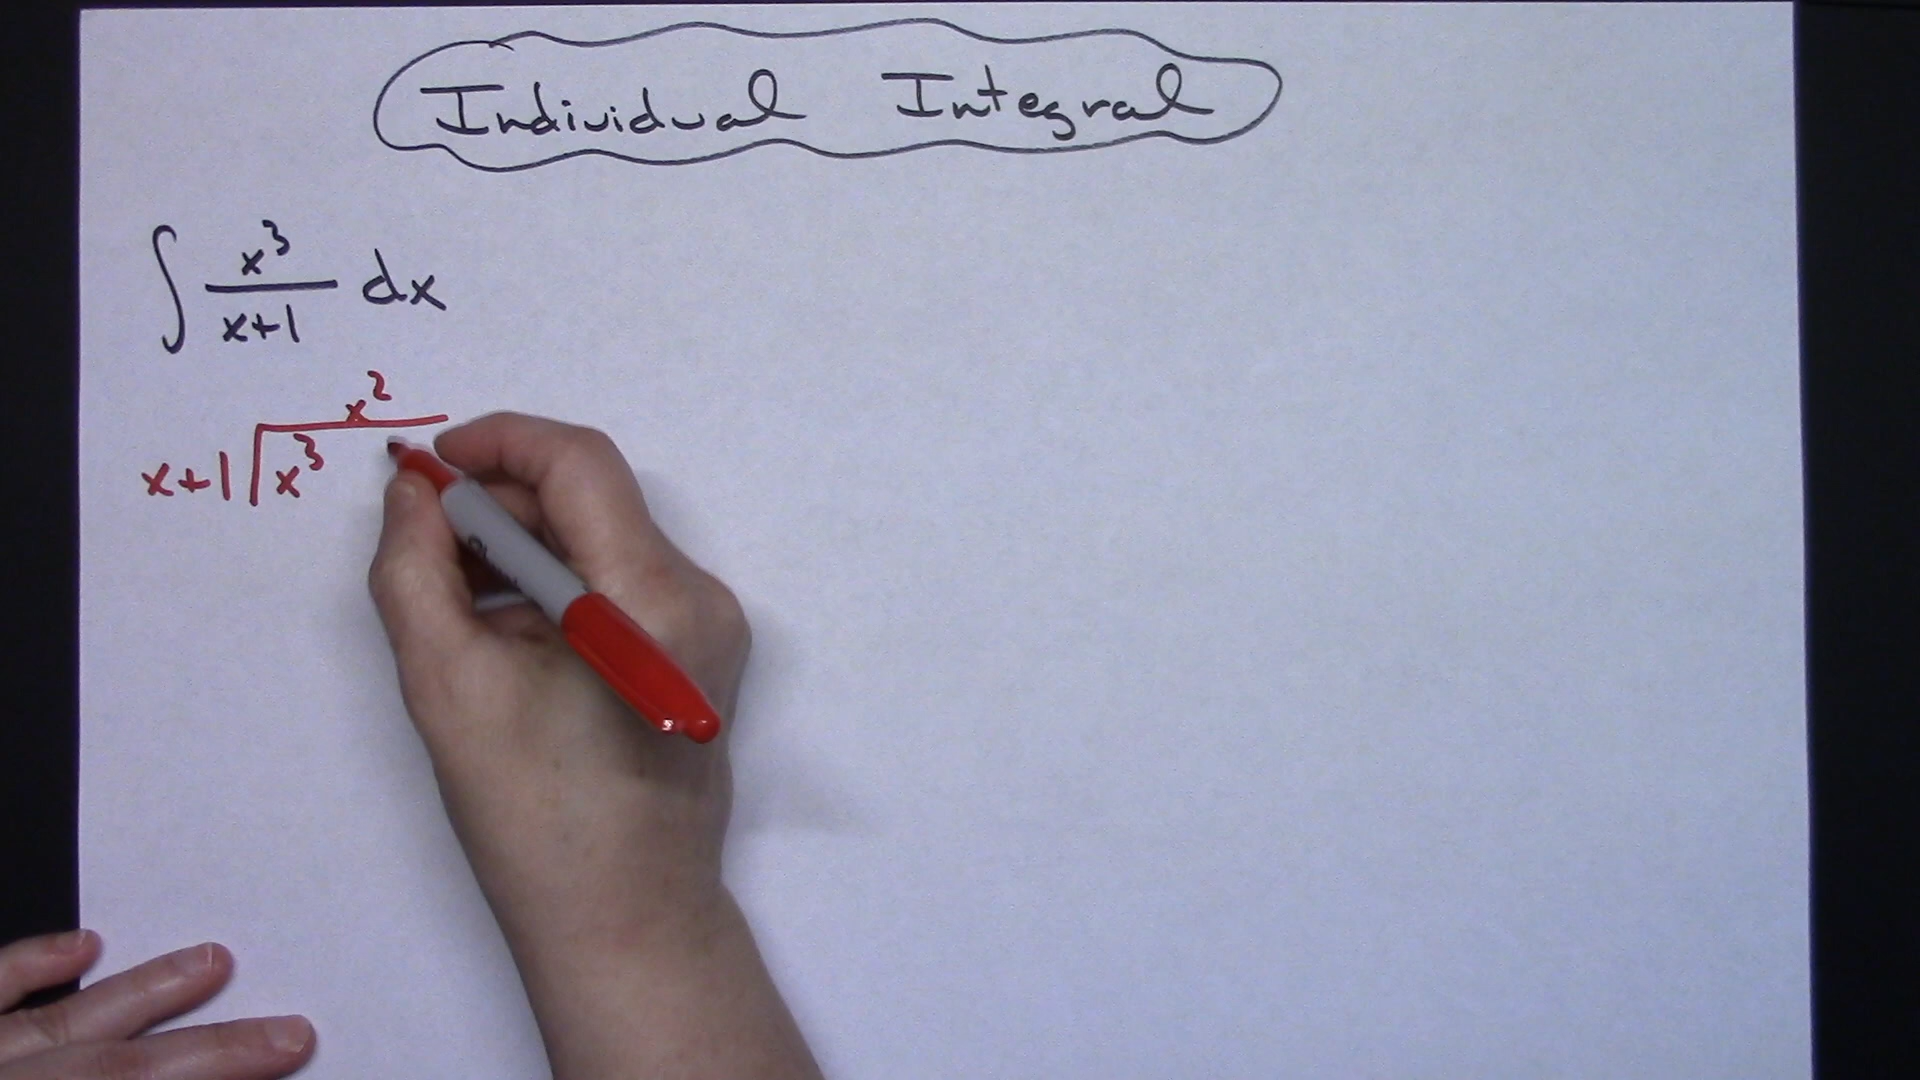 Individual Integral
∫ x³/(x+1) dx
x²
x+1 x³